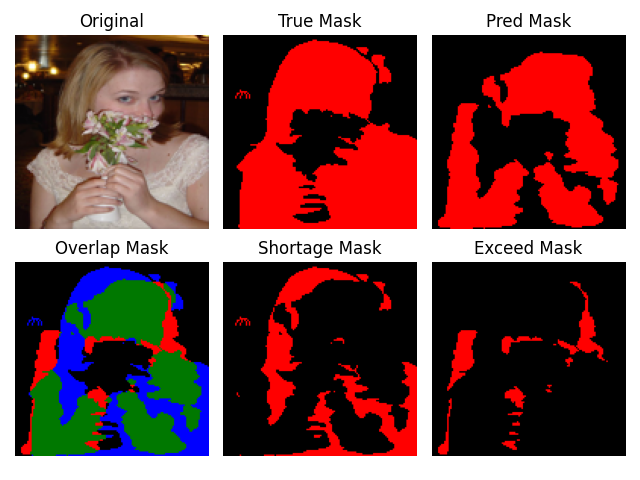 Original
True Mask
Pred Mask
Overlap Mask
Shortage Mask
Exceed Mask